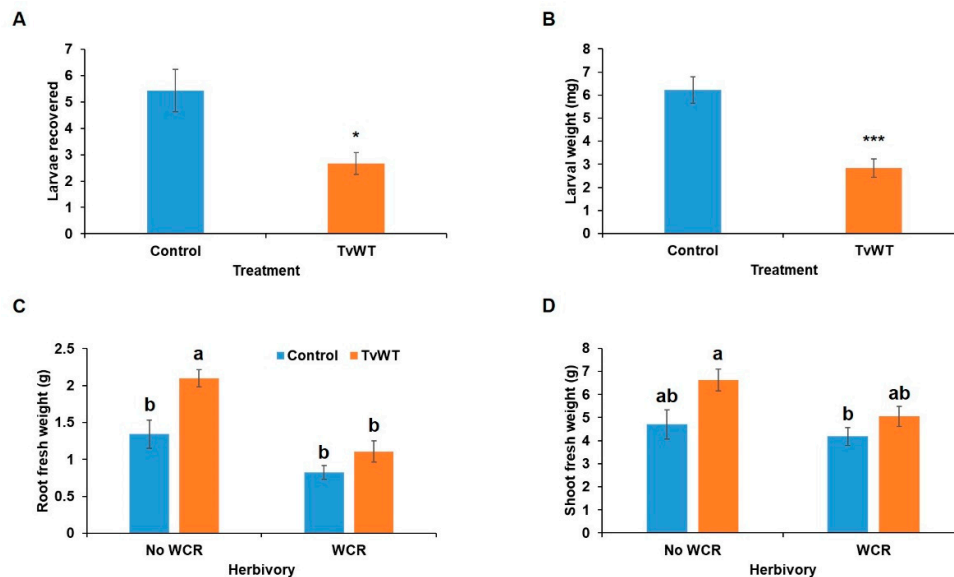 A
Larvae recovered
7
6
5
4
3
2
1
0
*
Control
TvWT
Treatment
B
Larval weight (mg)
8
7
6
5
4
3
2
1
0
***
Control
TvWT
Treatment
C
Root fresh weight (g)
2.5
2
1.5
1
0.5
0
Control
TvWT
b
a
b
b
No WCR
WCR
Herbivory
D
Shoot fresh weight (g)
8
7
6
5
4
3
2
1
0
ab
a
b
ab
No WCR
WCR
Herbivory